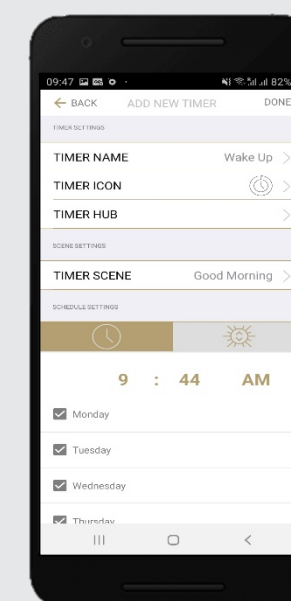 09:47 82%
BACK ADD NEW TIMER DONE
TIMER SETTINGS
TIMER NAME Wake Up
TIMER ICON
TIMER HUB
SCENE SETTINGS
TIMER SCENE Good Morning
SCHEDULE SETTINGS
9 : 44 AM
Monday
Tuesday
Wednesday
Thursday